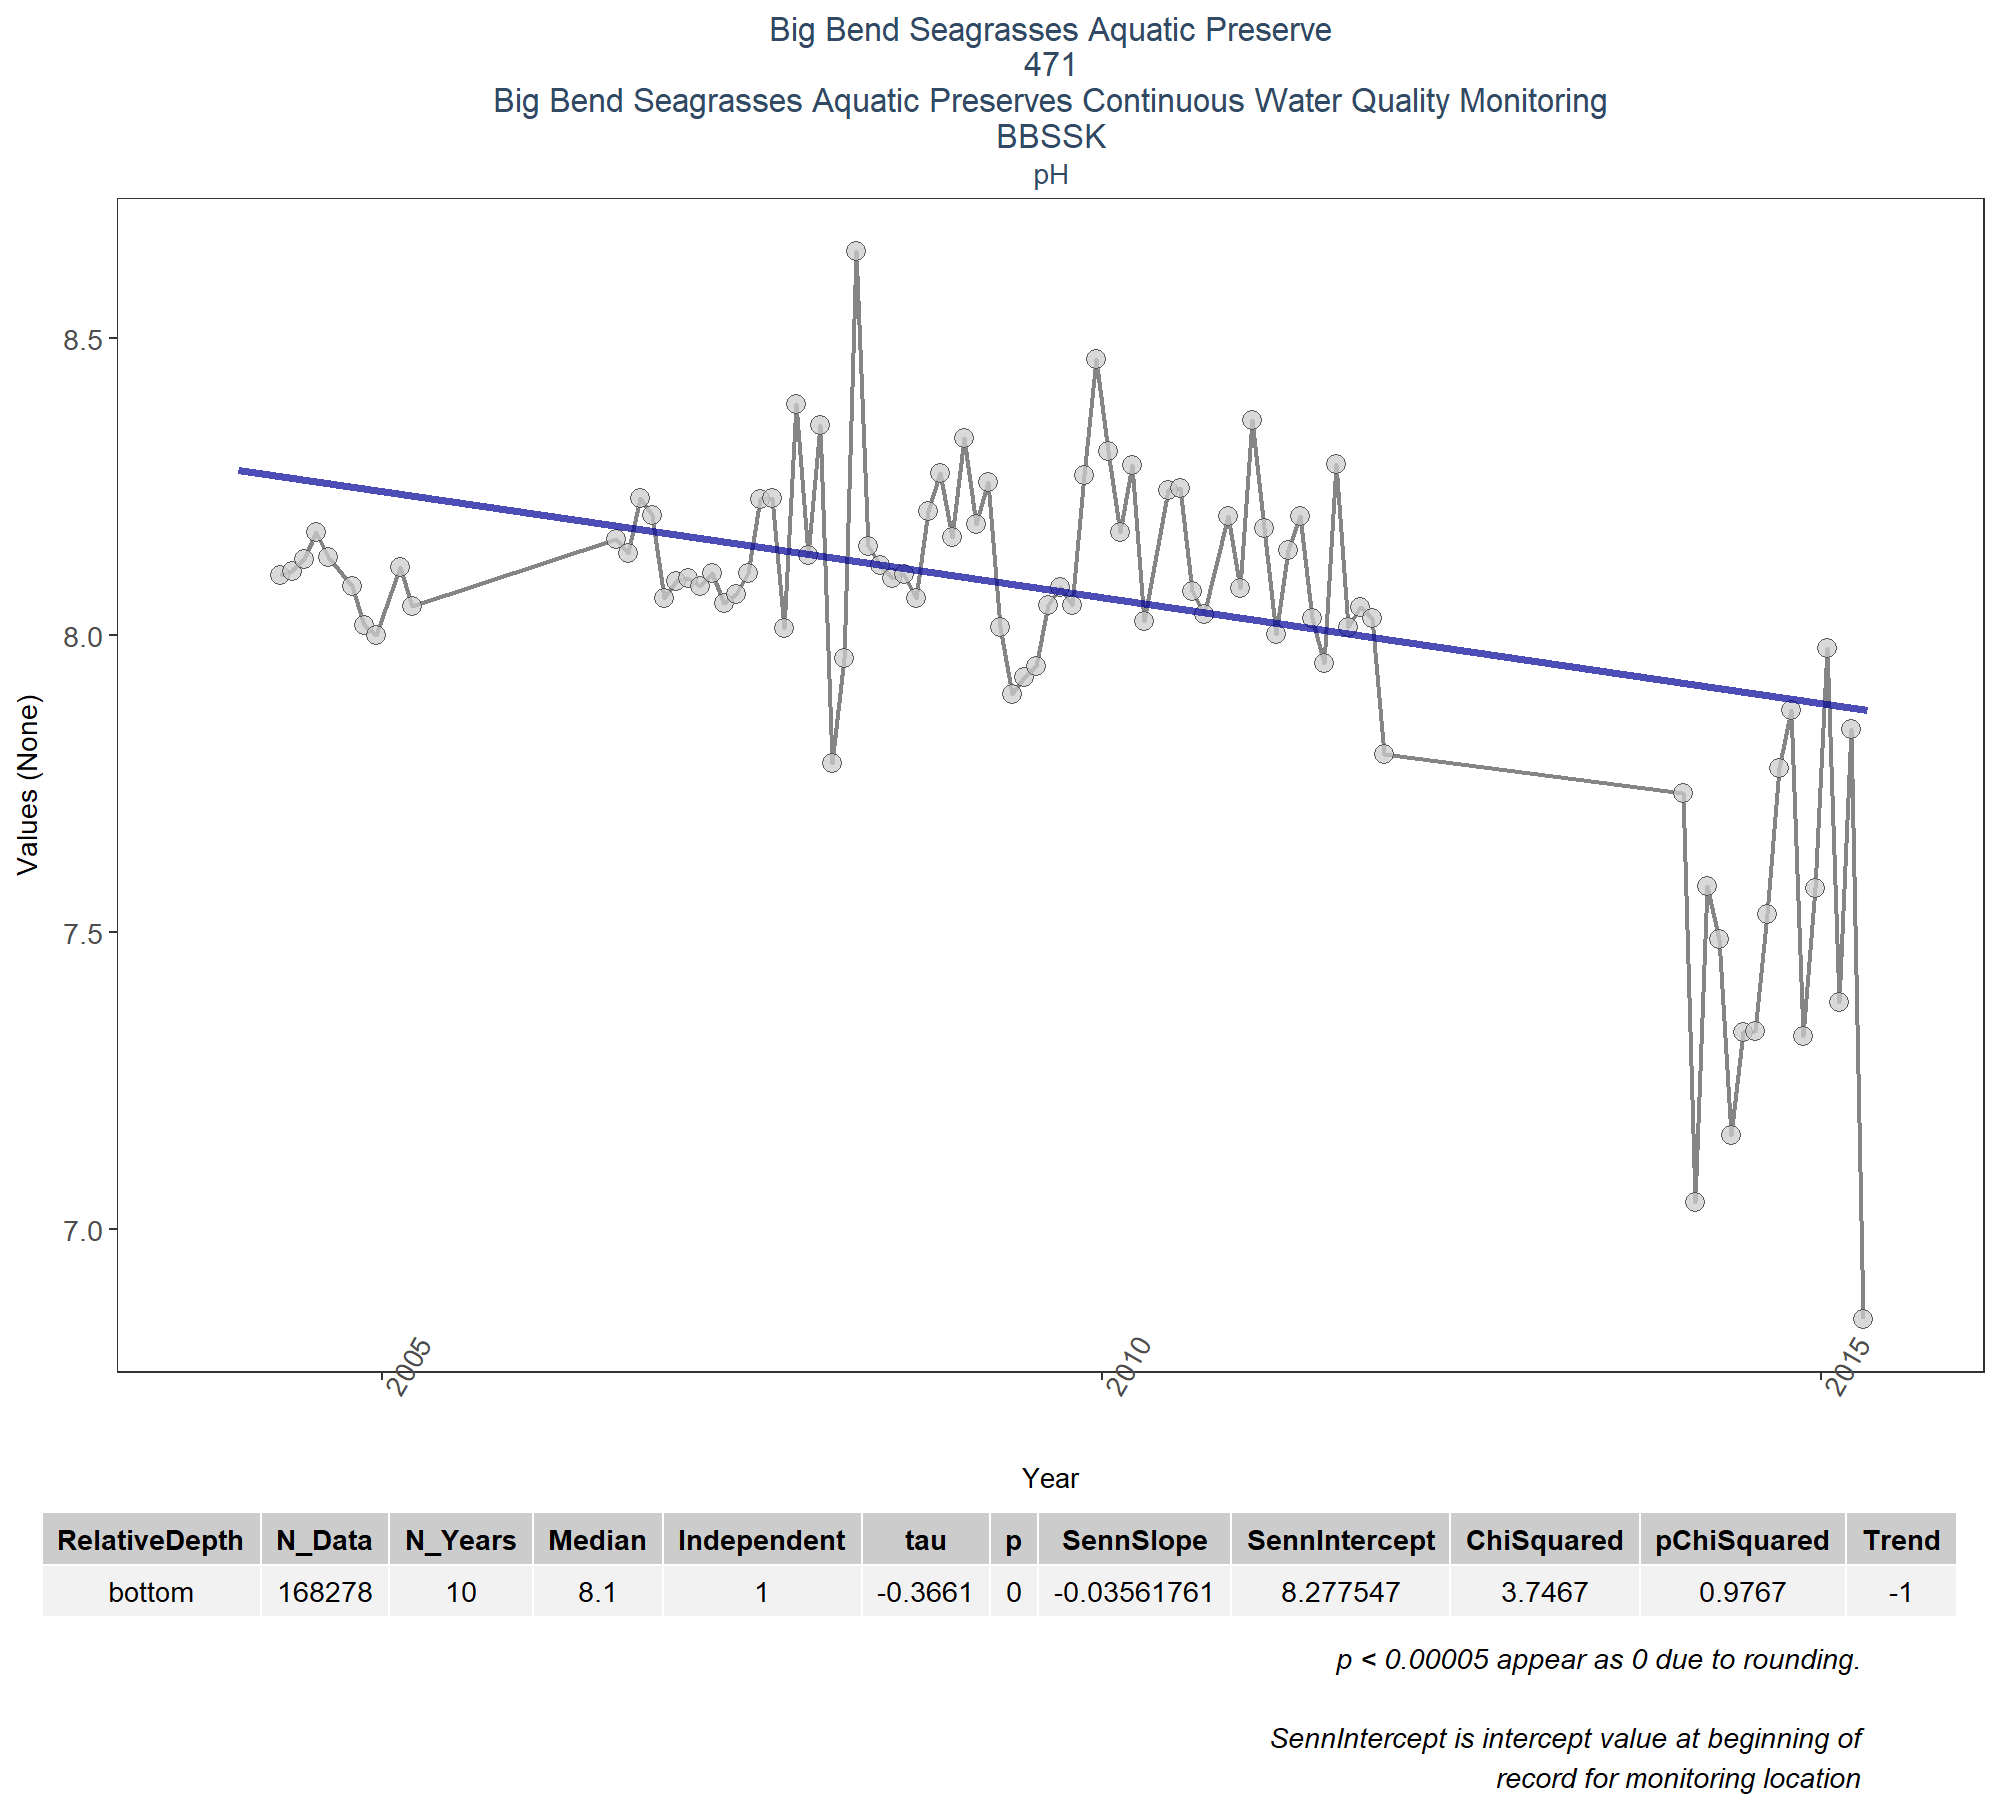 Big Bend Seagrasses Aquatic Preserve
471
Big Bend Seagrasses Aquatic Preserves Continuous Water Quality Monitoring
BBSSK
pH
8.5
8.0
7.5
7.0
Values (None)
2005 2010 2015
Year
RelativeDepth N_Data N_Years Median Independent tau p SennSlope SennIntercept ChiSquared pChiSquared Trend
bottom 168278 10 8.1 1 -0.3661 0 -0.03561761 8.277547 3.7467 0.9767 -1
p < 0.00005 appear as 0 due to rounding.
SennIntercept is intercept value at beginning of
record for monitoring location